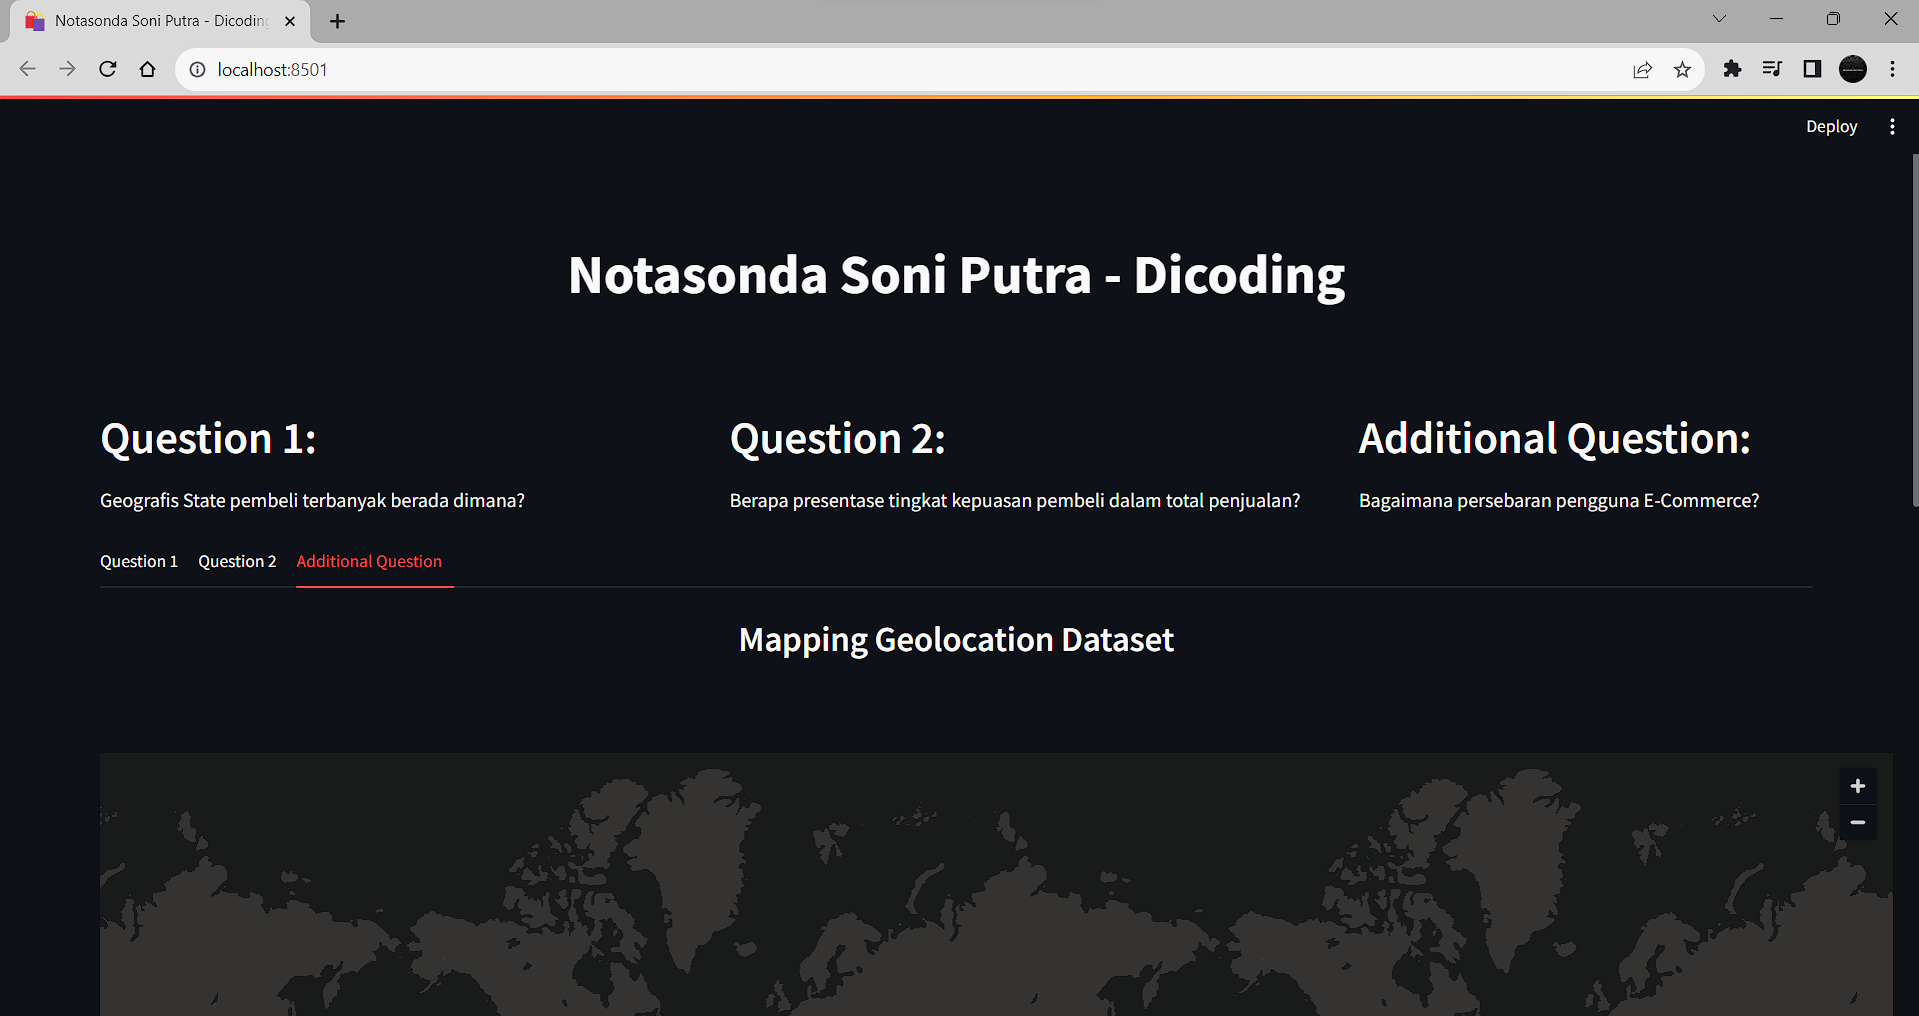 Notasonda Soni Putra - Dicoding
localhost:8501
Deploy
Notasonda Soni Putra - Dicoding
Question 1:
Geografis State pembeli terbanyak berada dimana?
Question 2:
Berapa presentase tingkat kepuasan pembeli dalam total penjualan?
Additional Question:
Bagaimana persebaran pengguna E-Commerce?
Question 1 Question 2 Additional Question
Mapping Geolocation Dataset